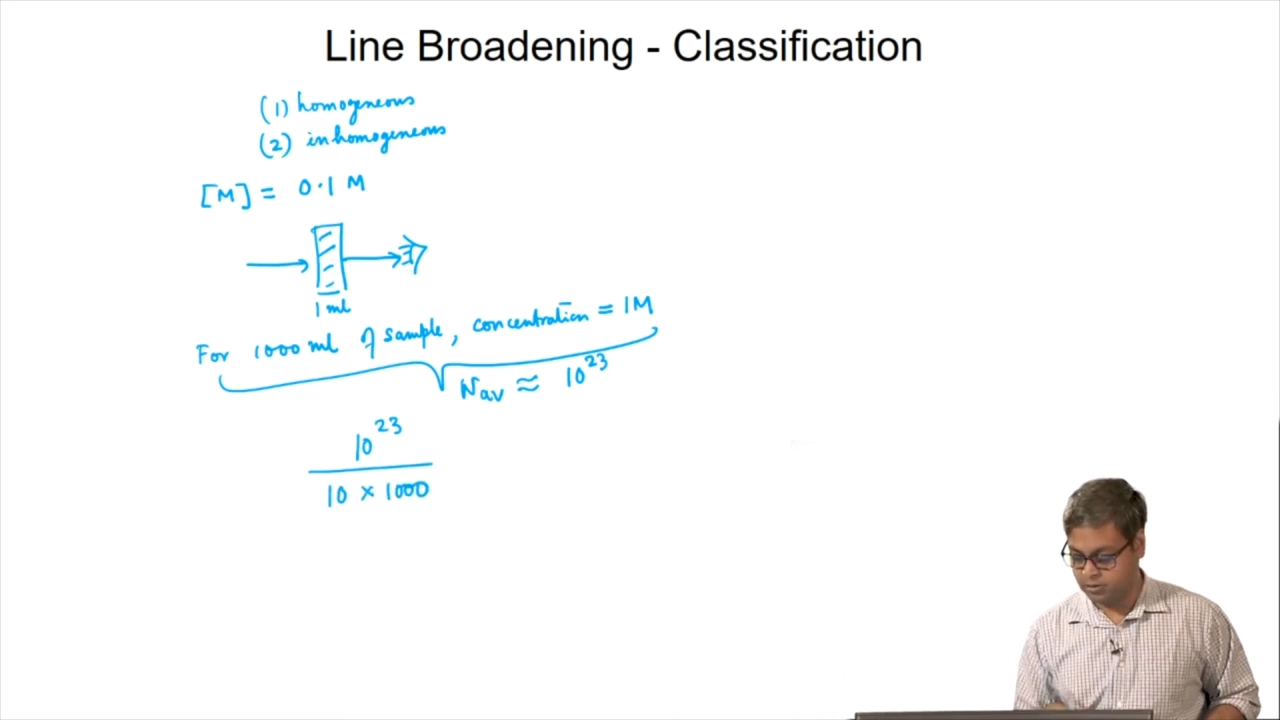 Line Broadening - Classification
(1) homogeneous
(2) inhomogeneous
[M] = 0.1 M
1 ml
For 1000 ml of sample, concentration = 1M
Nav ≈ 10^23
10^23
10 × 1000